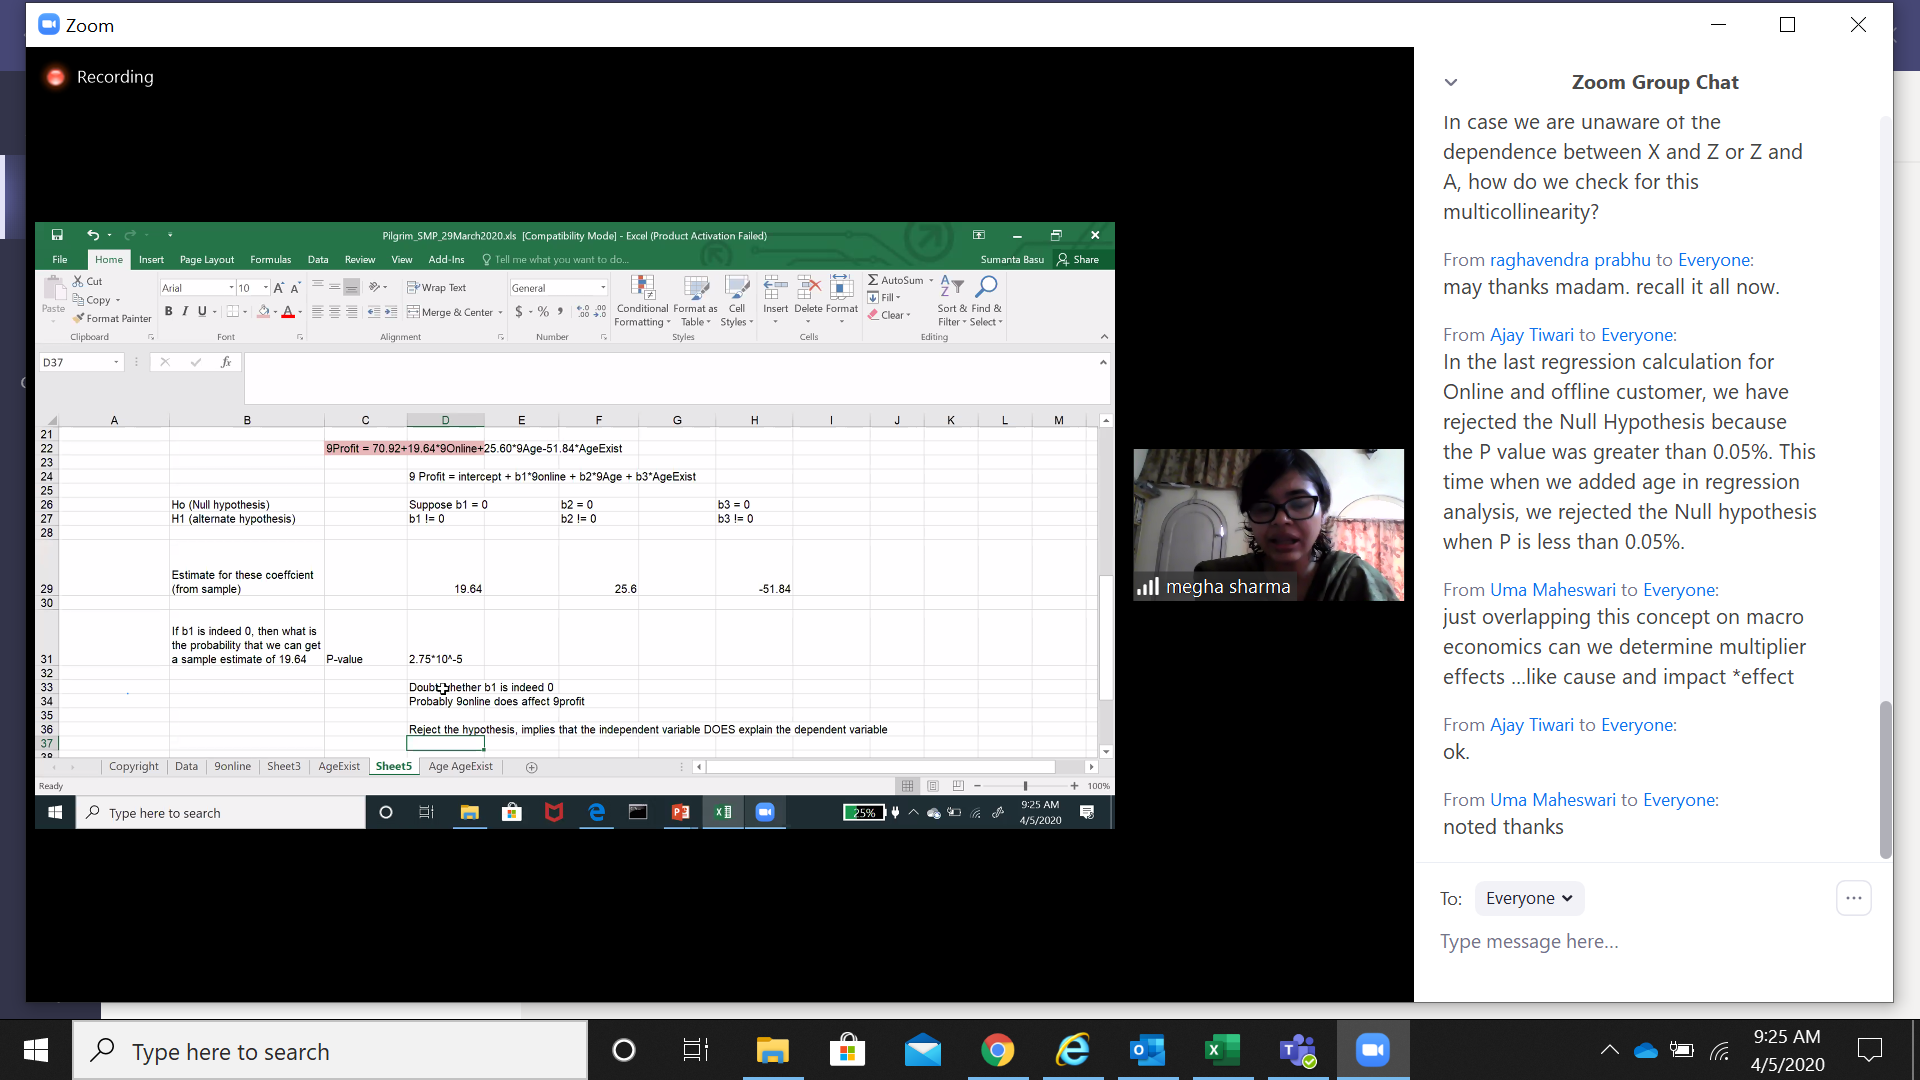 Zoom
Recording
Pilgrim_SMP_29March2020.xls [Compatibility Mode] - Excel (Product Activation Failed)
File Home Insert Page Layout Formulas Data Review View Add-Ins Tell me what you want to do... Sumanta Basu Share
Cut
Copy
Format Painter
Paste
Clipboard
Arial 10
B I U
Font
Wrap Text
Merge & Center
Alignment
General
$ % ,
Number
Conditional Formatting
Format as Table
Cell Styles
Styles
Insert Delete Format
Cells
AutoSum
Fill
Clear
Sort & Filter
Find & Select
Editing
D37
fx
A B C D E F G H I J K L M
21
22 9Profit = 70.92+19.64*9Online+25.60*9Age-51.84*AgeExist
23
24 9 Profit = intercept + b1*9online + b2*9Age + b3*AgeExist
25
26 Ho (Null hypothesis) Suppose b1 = 0 b2 = 0 b3 = 0
27 H1 (alternate hypothesis) b1 != 0 b2 != 0 b3 != 0
28
Estimate for these coeffcient
29 (from sample) 19.64 25.6 -51.84
30
If b1 is indeed 0, then what is
the probability that we can get
31 a sample estimate of 19.64 P-value 2.75*10^-5
32
33 Doubt whether b1 is indeed 0
34 Probably 9online does affect 9profit
35
36 Reject the hypothesis, implies that the independent variable DOES explain the dependent variable
37
38
Copyright Data 9online Sheet3 AgeExist Sheet5 Age AgeExist
Ready
100%
Type here to search
25%
9:25 AM
4/5/2020
megha sharma
Zoom Group Chat
In case we are unaware of the
dependence between X and Z or Z and
A, how do we check for this
multicollinearity?
From raghavendra prabhu to Everyone:
may thanks madam. recall it all now.
From Ajay Tiwari to Everyone:
In the last regression calculation for
Online and offline customer, we have
rejected the Null Hypothesis because
the P value was greater than 0.05%. This
time when we added age in regression
analysis, we rejected the Null hypothesis
when P is less than 0.05%.
From Uma Maheswari to Everyone:
just overlapping this concept on macro
economics can we determine multiplier
effects ...like cause and impact *effect
From Ajay Tiwari to Everyone:
ok.
From Uma Maheswari to Everyone:
noted thanks
To: Everyone
Type message here...
Type here to search
9:25 AM
4/5/2020